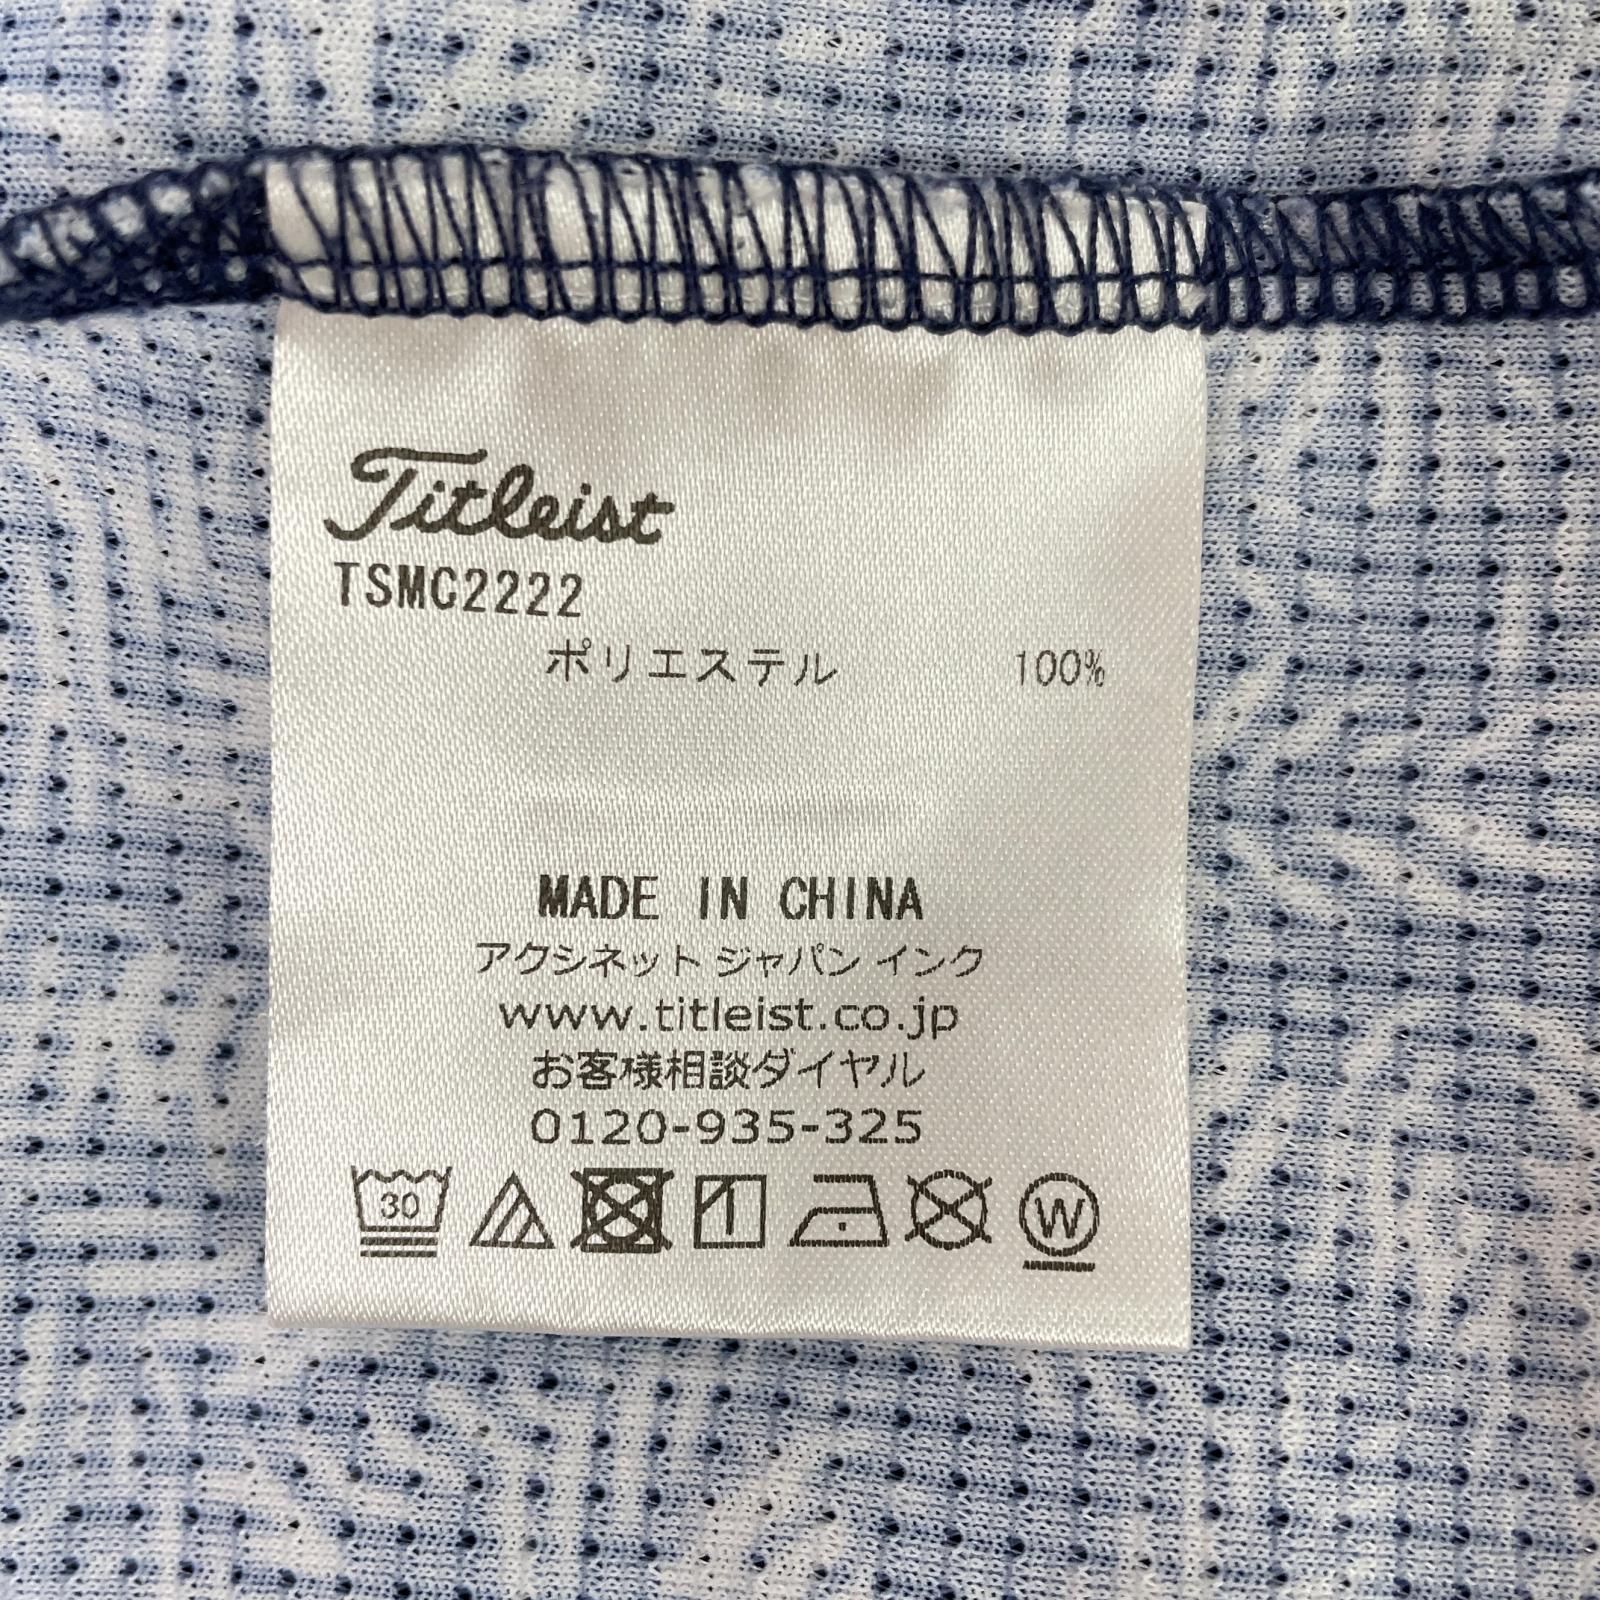 Titleist
TSMC2222
ポリエステル 100%
MADE IN CHINA
アクシネット ジャパン インク
www.titleist.co.jp
お客様相談ダイヤル
0120-935-325
30 W